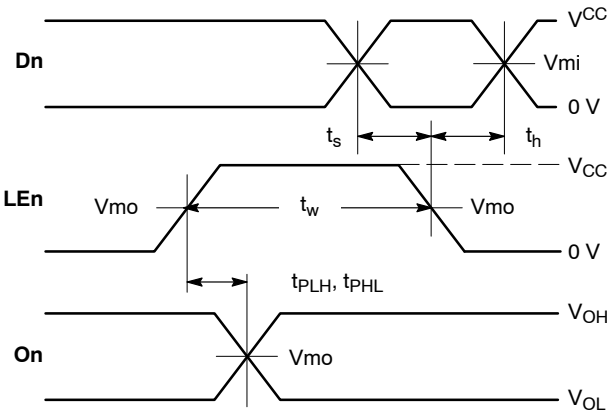 V^CC
Dn
Vmi
0 V
t_s
t_h
V_CC
LEn
Vmo
t_w
Vmo
0 V
t_PLH, t_PHL
V_OH
On
Vmo
V_OL